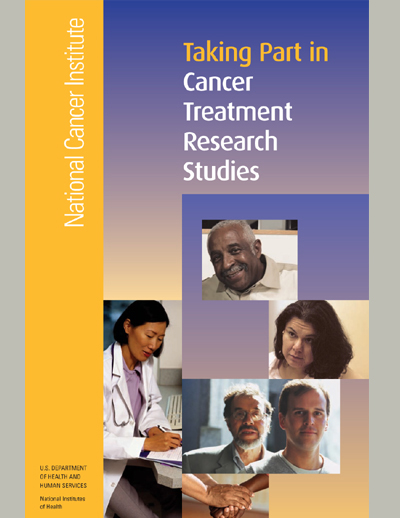 National Cancer Institute
Taking Part in
Cancer
Treatment
Research
Studies
U.S. DEPARTMENT
OF HEALTH AND
HUMAN SERVICES
National Institutes
of Health